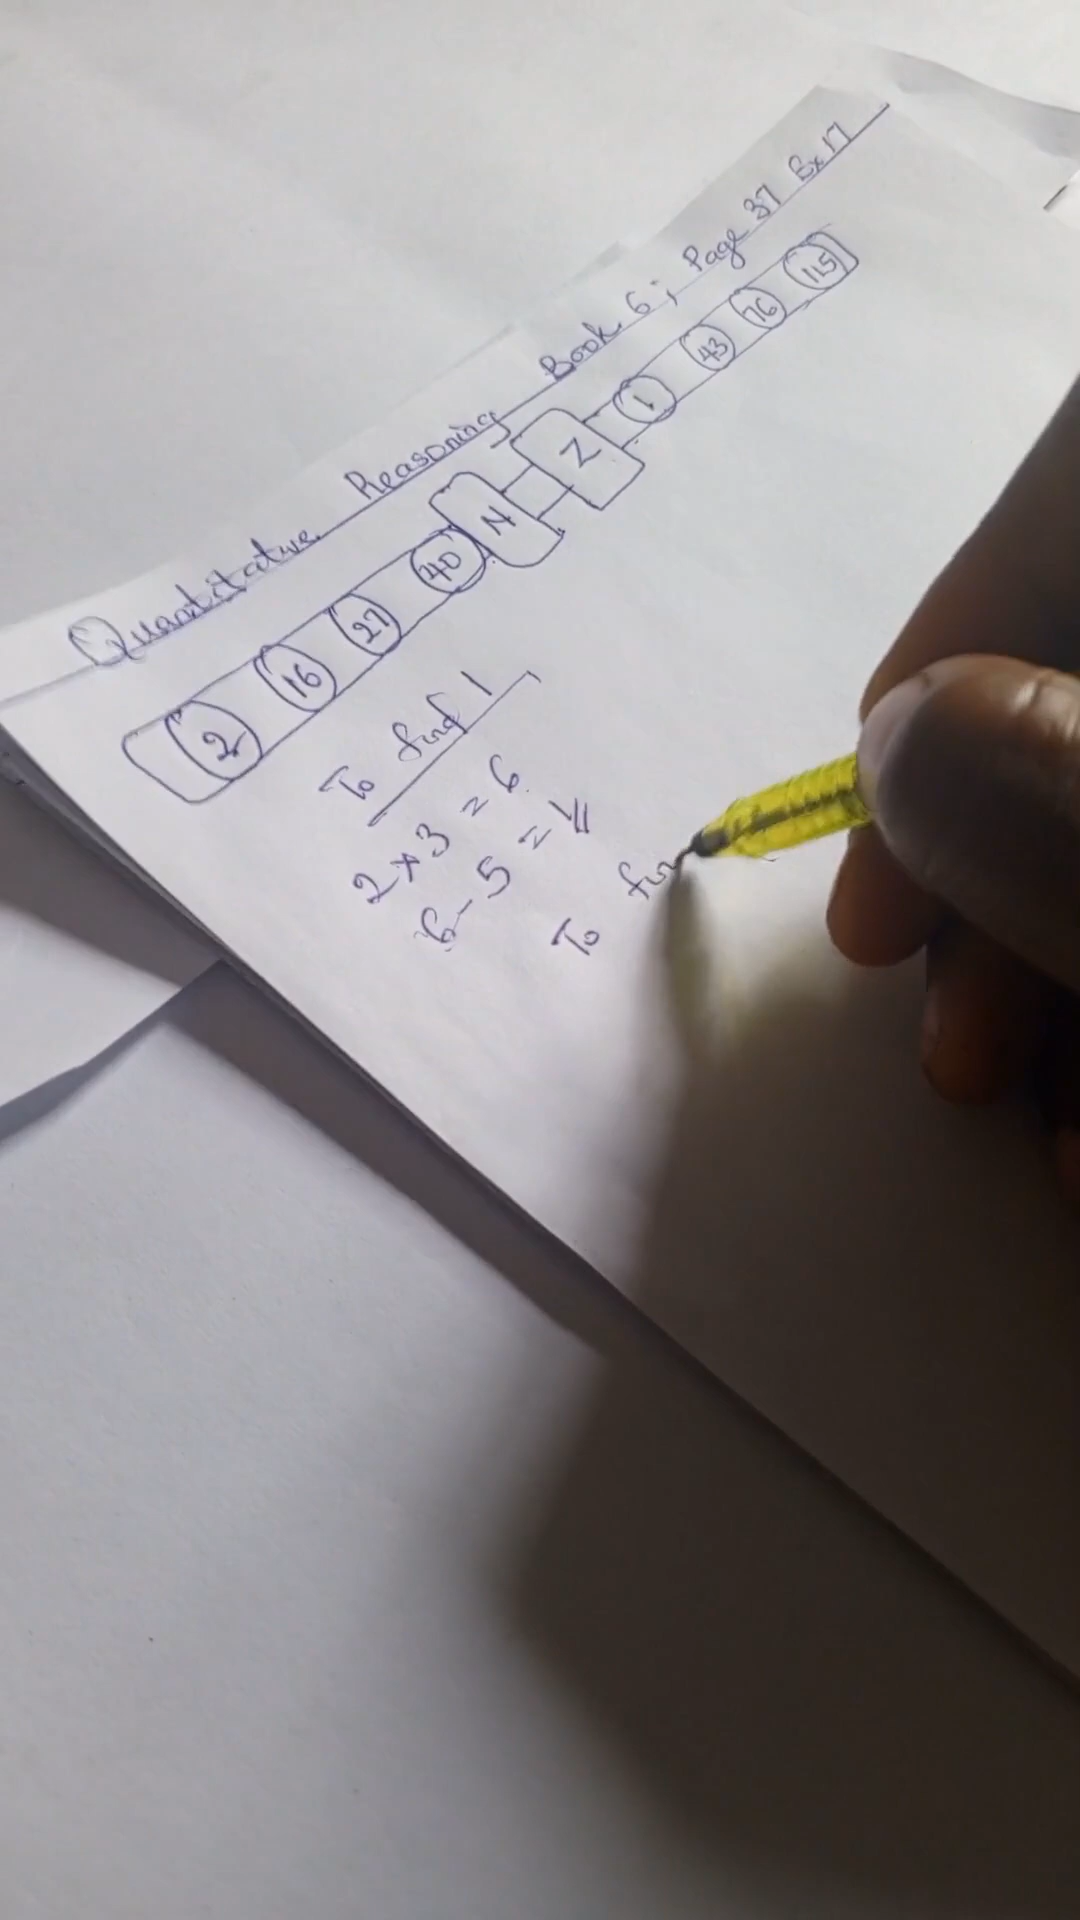 Quantitative Reasoning Book 6; Page 37 Ex 17
2 16 27 40 N Z 1 43 76 115
To find 1
2 × 3 = 6
6 - 5 = 1
To fin